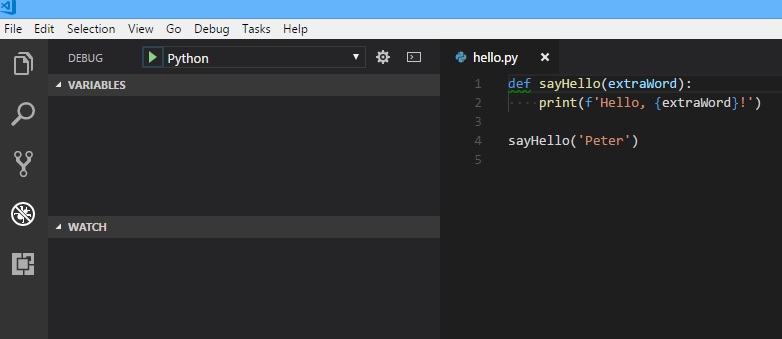 File Edit Selection View Go Debug Tasks Help
DEBUG Python
VARIABLES
WATCH
hello.py
1 def sayHello(extraWord):
2 ····print(f'Hello, {extraWord}!')
3
4 sayHello('Peter')
5